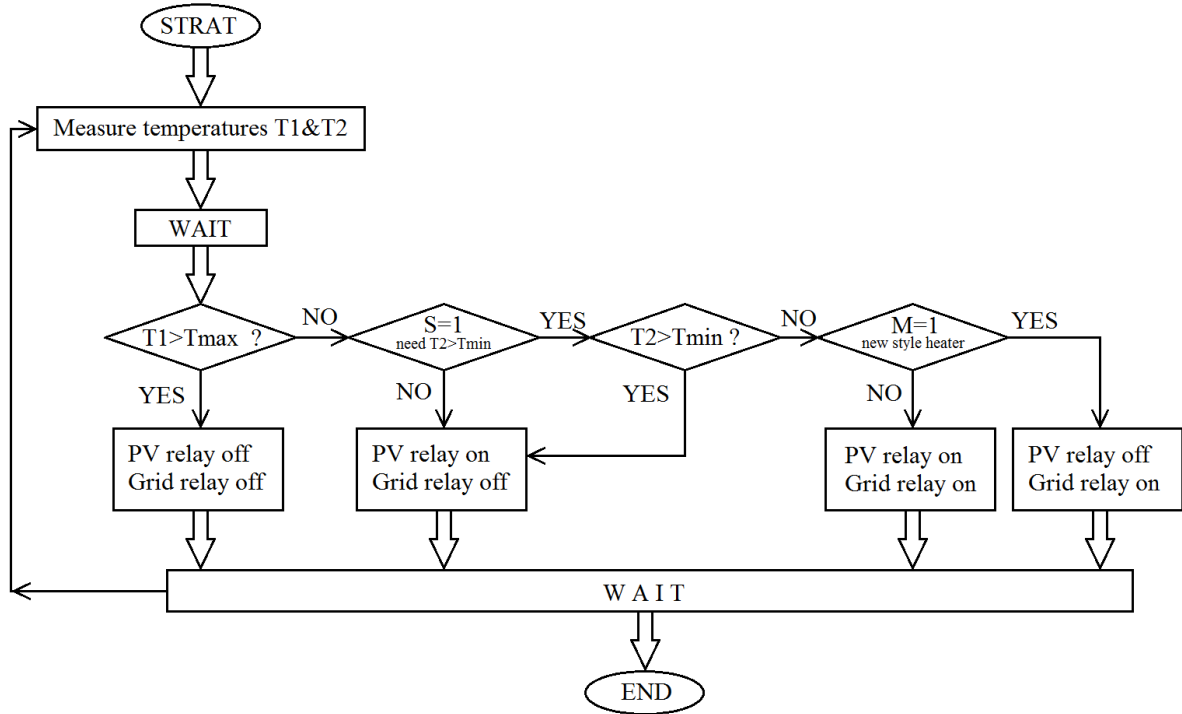 STRAT
Measure temperatures T1&T2
WAIT
T1>Tmax ?
NO
S=1
need T2>Tmin
YES
T2>Tmin ?
NO
M=1
new style heater
YES
YES
NO
YES
NO
PV relay off
Grid relay off
PV relay on
Grid relay off
PV relay on
Grid relay on
PV relay off
Grid relay on
W A I T
END